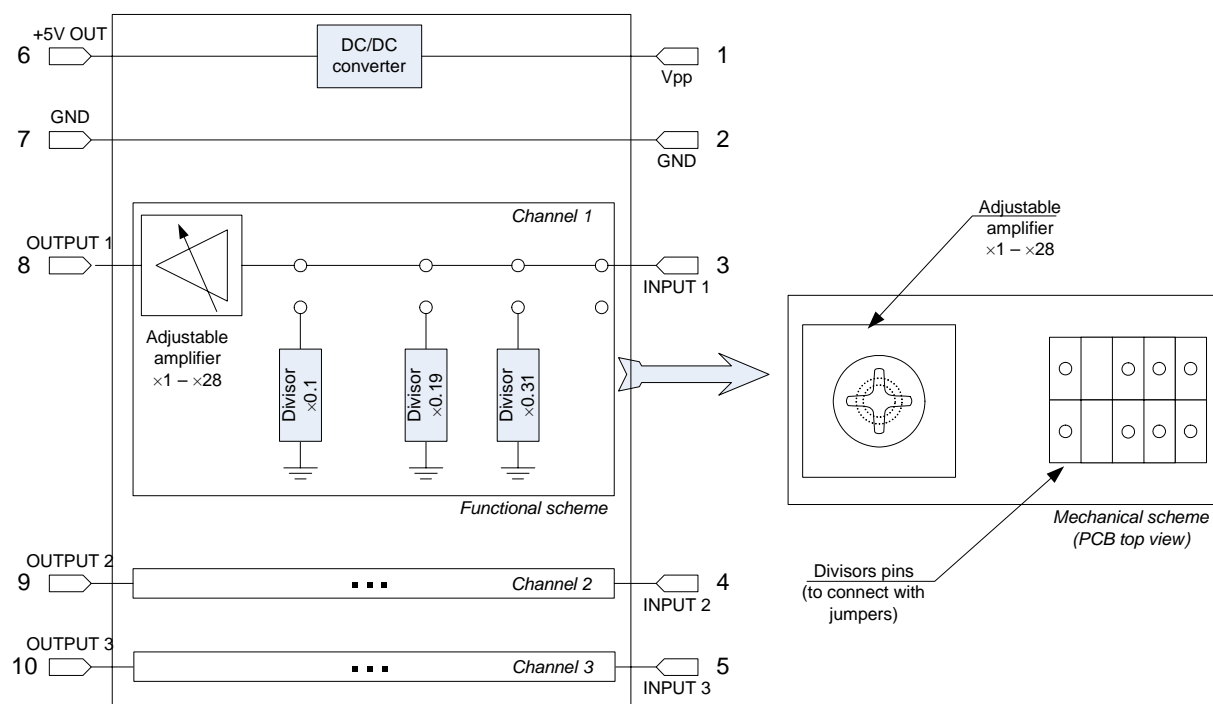 +5V OUT
6
DC/DC
converter
1
Vpp
GND
7
2
GND
Channel 1
OUTPUT 1
8
3
INPUT 1
Adjustable
amplifier
×1 – ×28
Divisor
×0.1
Divisor
×0.19
Divisor
×0.31
Functional scheme
Adjustable
amplifier
×1 – ×28
Mechanical scheme
(PCB top view)
Divisors pins
(to connect with
jumpers)
OUTPUT 2
9
Channel 2
4
INPUT 2
OUTPUT 3
10
Channel 3
5
INPUT 3